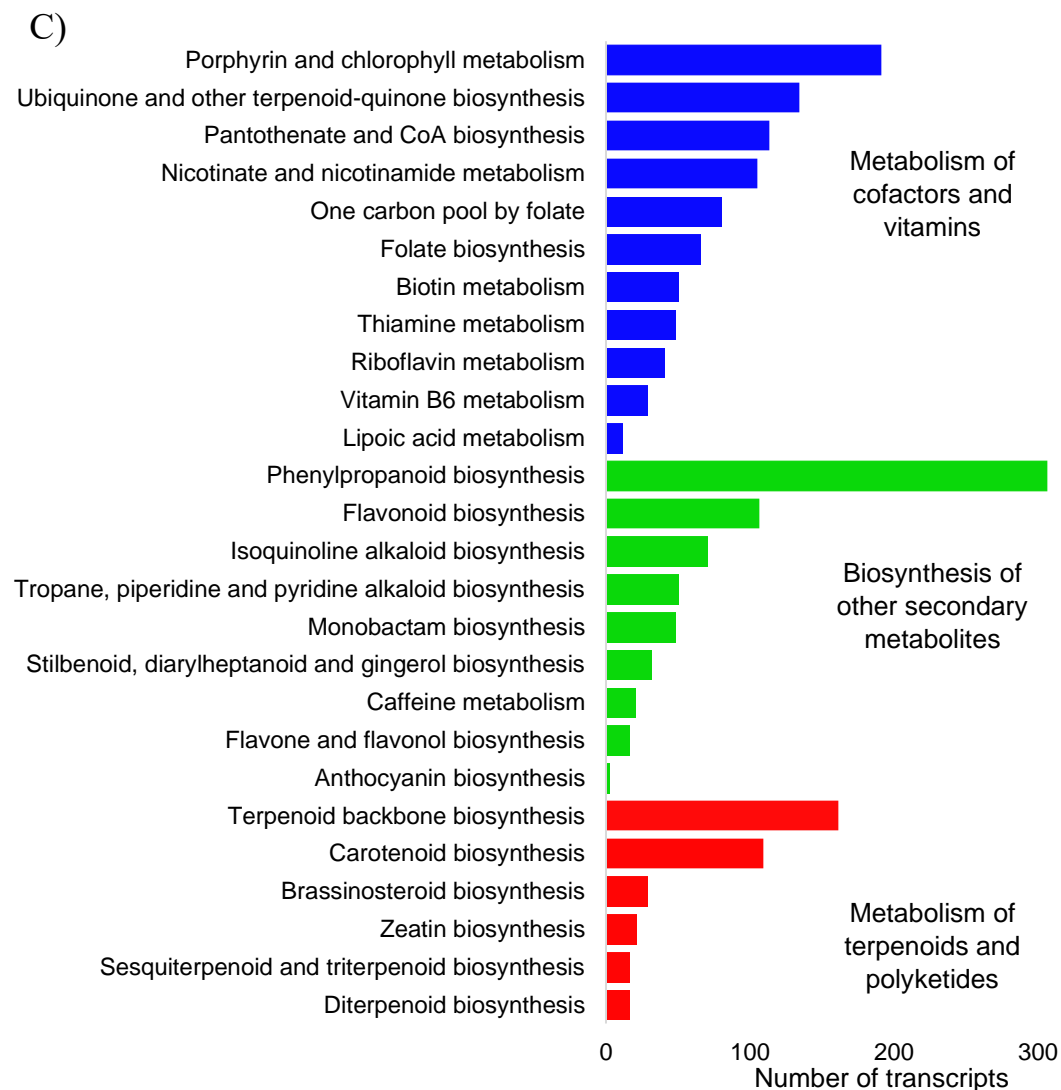 C)
Porphyrin and chlorophyll metabolism
Ubiquinone and other terpenoid-quinone biosynthesis
Pantothenate and CoA biosynthesis
Nicotinate and nicotinamide metabolism
One carbon pool by folate
Folate biosynthesis
Biotin metabolism
Thiamine metabolism
Riboflavin metabolism
Vitamin B6 metabolism
Lipoic acid metabolism
Metabolism of
cofactors and
vitamins
Phenylpropanoid biosynthesis
Flavonoid biosynthesis
Isoquinoline alkaloid biosynthesis
Tropane, piperidine and pyridine alkaloid biosynthesis
Monobactam biosynthesis
Stilbenoid, diarylheptanoid and gingerol biosynthesis
Caffeine metabolism
Flavone and flavonol biosynthesis
Anthocyanin biosynthesis
Biosynthesis of
other secondary
metabolites
Terpenoid backbone biosynthesis
Carotenoid biosynthesis
Brassinosteroid biosynthesis
Zeatin biosynthesis
Sesquiterpenoid and triterpenoid biosynthesis
Diterpenoid biosynthesis
Metabolism of
terpenoids and
polyketides
0 100 200 300
Number of transcripts